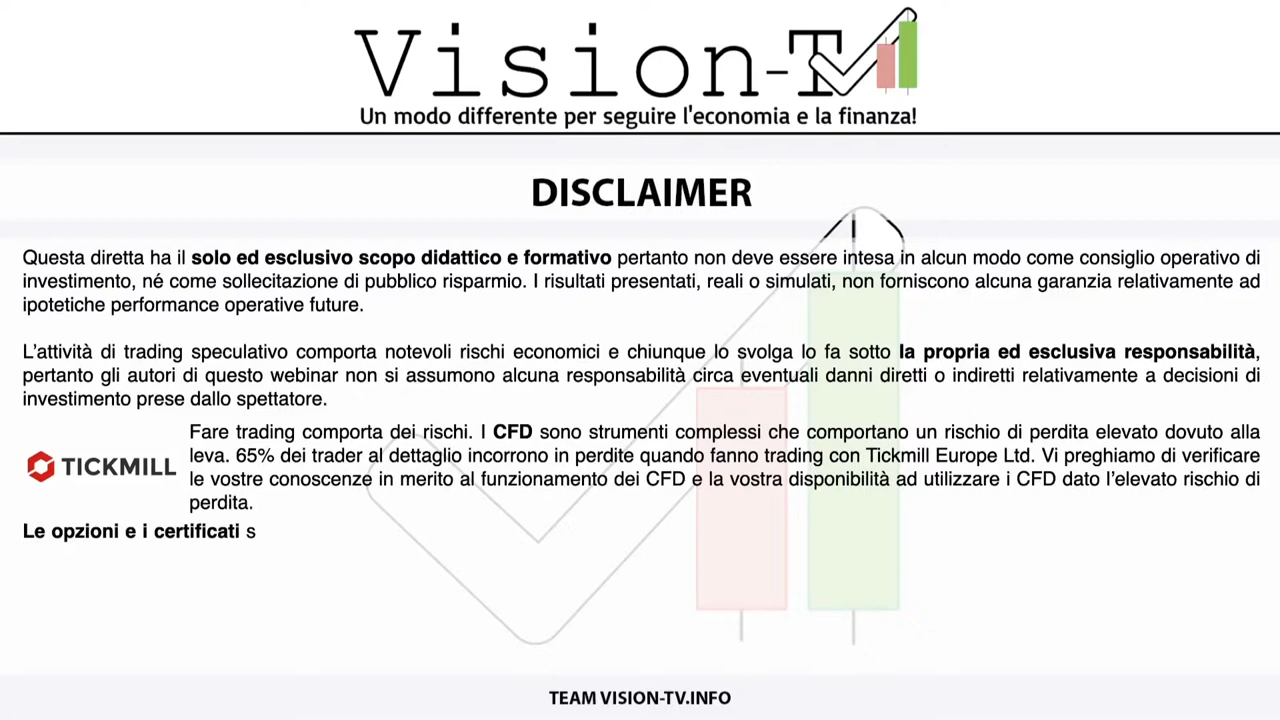 Vision-TV
Un modo differente per seguire l'economia e la finanza!
DISCLAIMER
Questa diretta ha il solo ed esclusivo scopo didattico e formativo pertanto non deve essere intesa in alcun modo come consiglio operativo di
investimento, né come sollecitazione di pubblico risparmio. I risultati presentati, reali o simulati, non forniscono alcuna garanzia relativamente ad
ipotetiche performance operative future.
L’attività di trading speculativo comporta notevoli rischi economici e chiunque lo svolga lo fa sotto la propria ed esclusiva responsabilità,
pertanto gli autori di questo webinar non si assumono alcuna responsabilità circa eventuali danni diretti o indiretti relativamente a decisioni di
investimento prese dallo spettatore.
TICKMILL
Fare trading comporta dei rischi. I CFD sono strumenti complessi che comportano un rischio di perdita elevato dovuto alla
leva. 65% dei trader al dettaglio incorrono in perdite quando fanno trading con Tickmill Europe Ltd. Vi preghiamo di verificare
le vostre conoscenze in merito al funzionamento dei CFD e la vostra disponibilità ad utilizzare i CFD dato l’elevato rischio di
perdita.
Le opzioni e i certificati s
TEAM VISION-TV.INFO